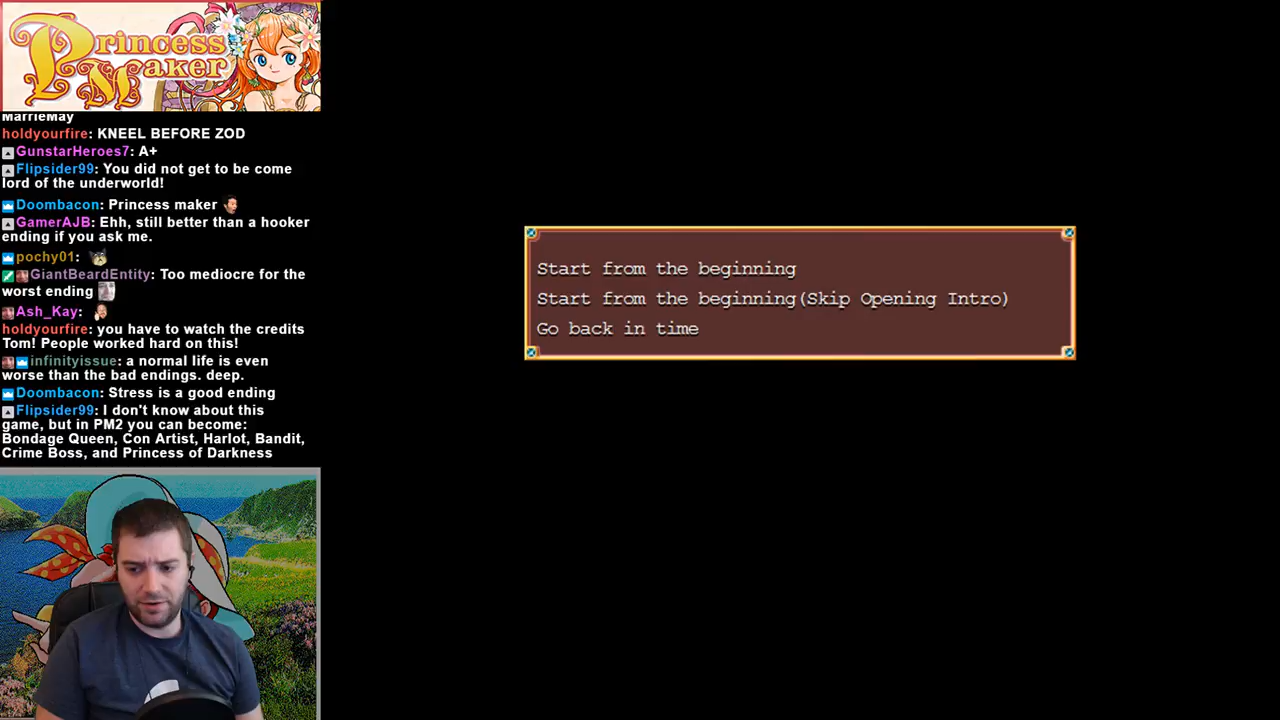 Princess
Maker
MarrieMay
holdyourfire: KNEEL BEFORE ZOD
GunstarHeroes7: A+
Flipsider99: You did not get to be come
lord of the underworld!
Doombacon: Princess maker
GamerAJB: Ehh, still better than a hooker
ending if you ask me.
pochy01:
GiantBeardEntity: Too mediocre for the
worst ending
Ash_Kay:
holdyourfire: you have to watch the credits
Tom! People worked hard on this!
infinityissue: a normal life is even
worse than the bad endings. deep.
Doombacon: Stress is a good ending
Flipsider99: I don't know about this
game, but in PM2 you can become:
Bondage Queen, Con Artist, Harlot, Bandit,
Crime Boss, and Princess of Darkness
Start from the beginning
Start from the beginning(Skip Opening Intro)
Go back in time